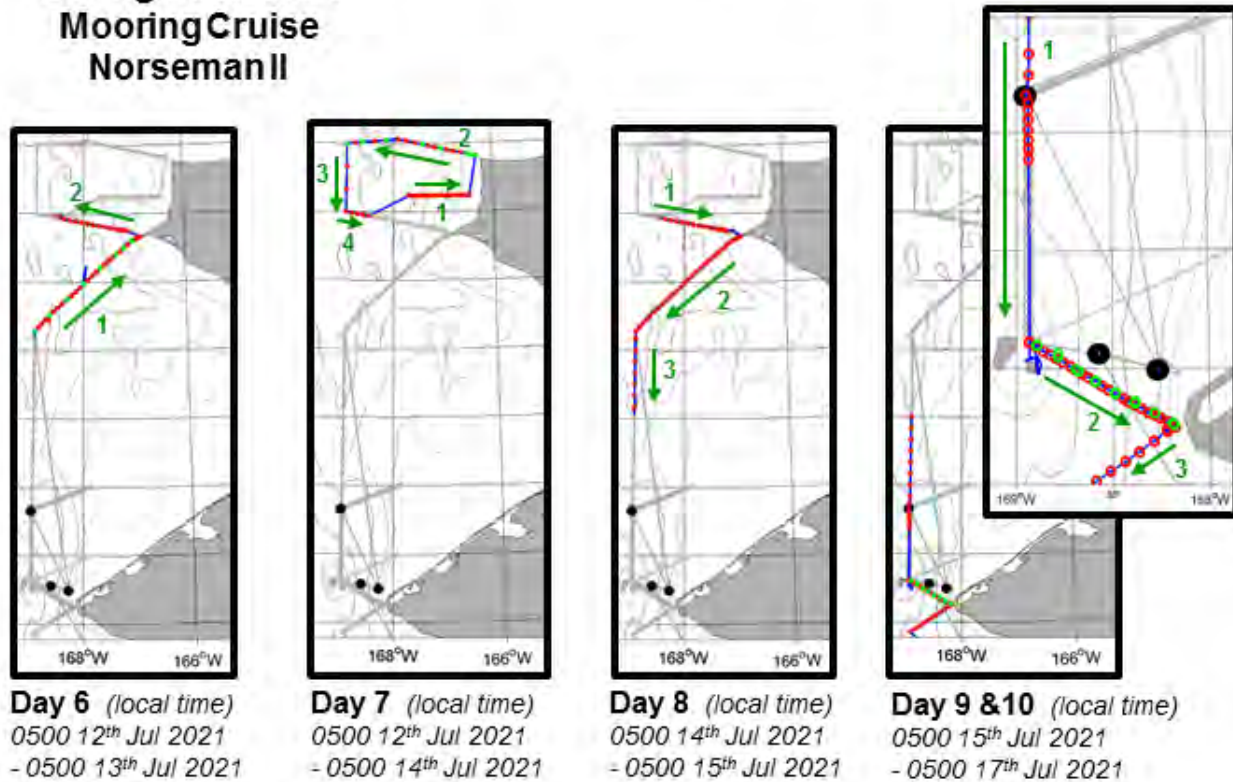 Mooring Cruise
Norseman II
2
1
168°W
166°W
2
3
1
4
168°W
166°W
1
2
3
168°W
166°W
1
2
3
169°W
168°W
168°W
166°W
Day 6 (local time)
0500 12th Jul 2021
- 0500 13th Jul 2021
Day 7 (local time)
0500 12th Jul 2021
- 0500 14th Jul 2021
Day 8 (local time)
0500 14th Jul 2021
- 0500 15th Jul 2021
Day 9 &10 (local time)
0500 15th Jul 2021
- 0500 17th Jul 2021